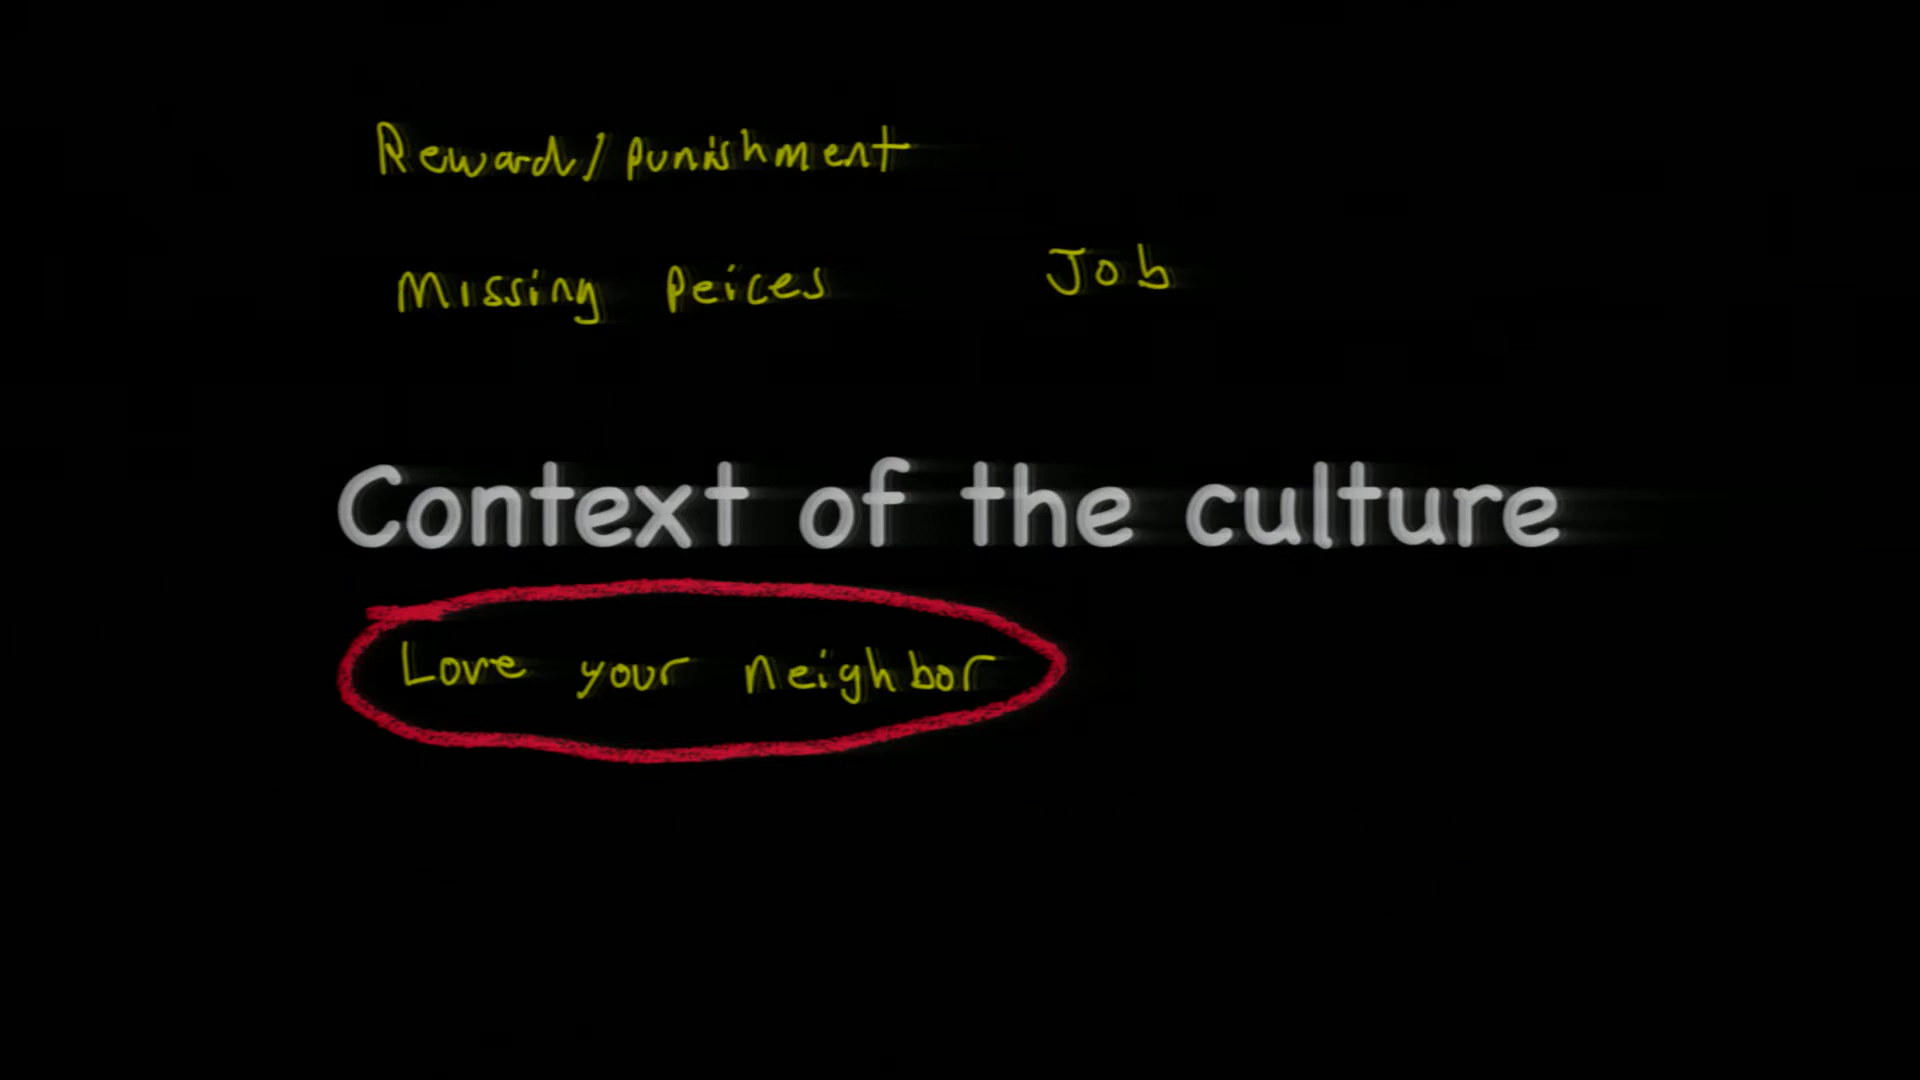 Reward/punishment
Missing Peices Job
Context of the culture
Love your neighbor